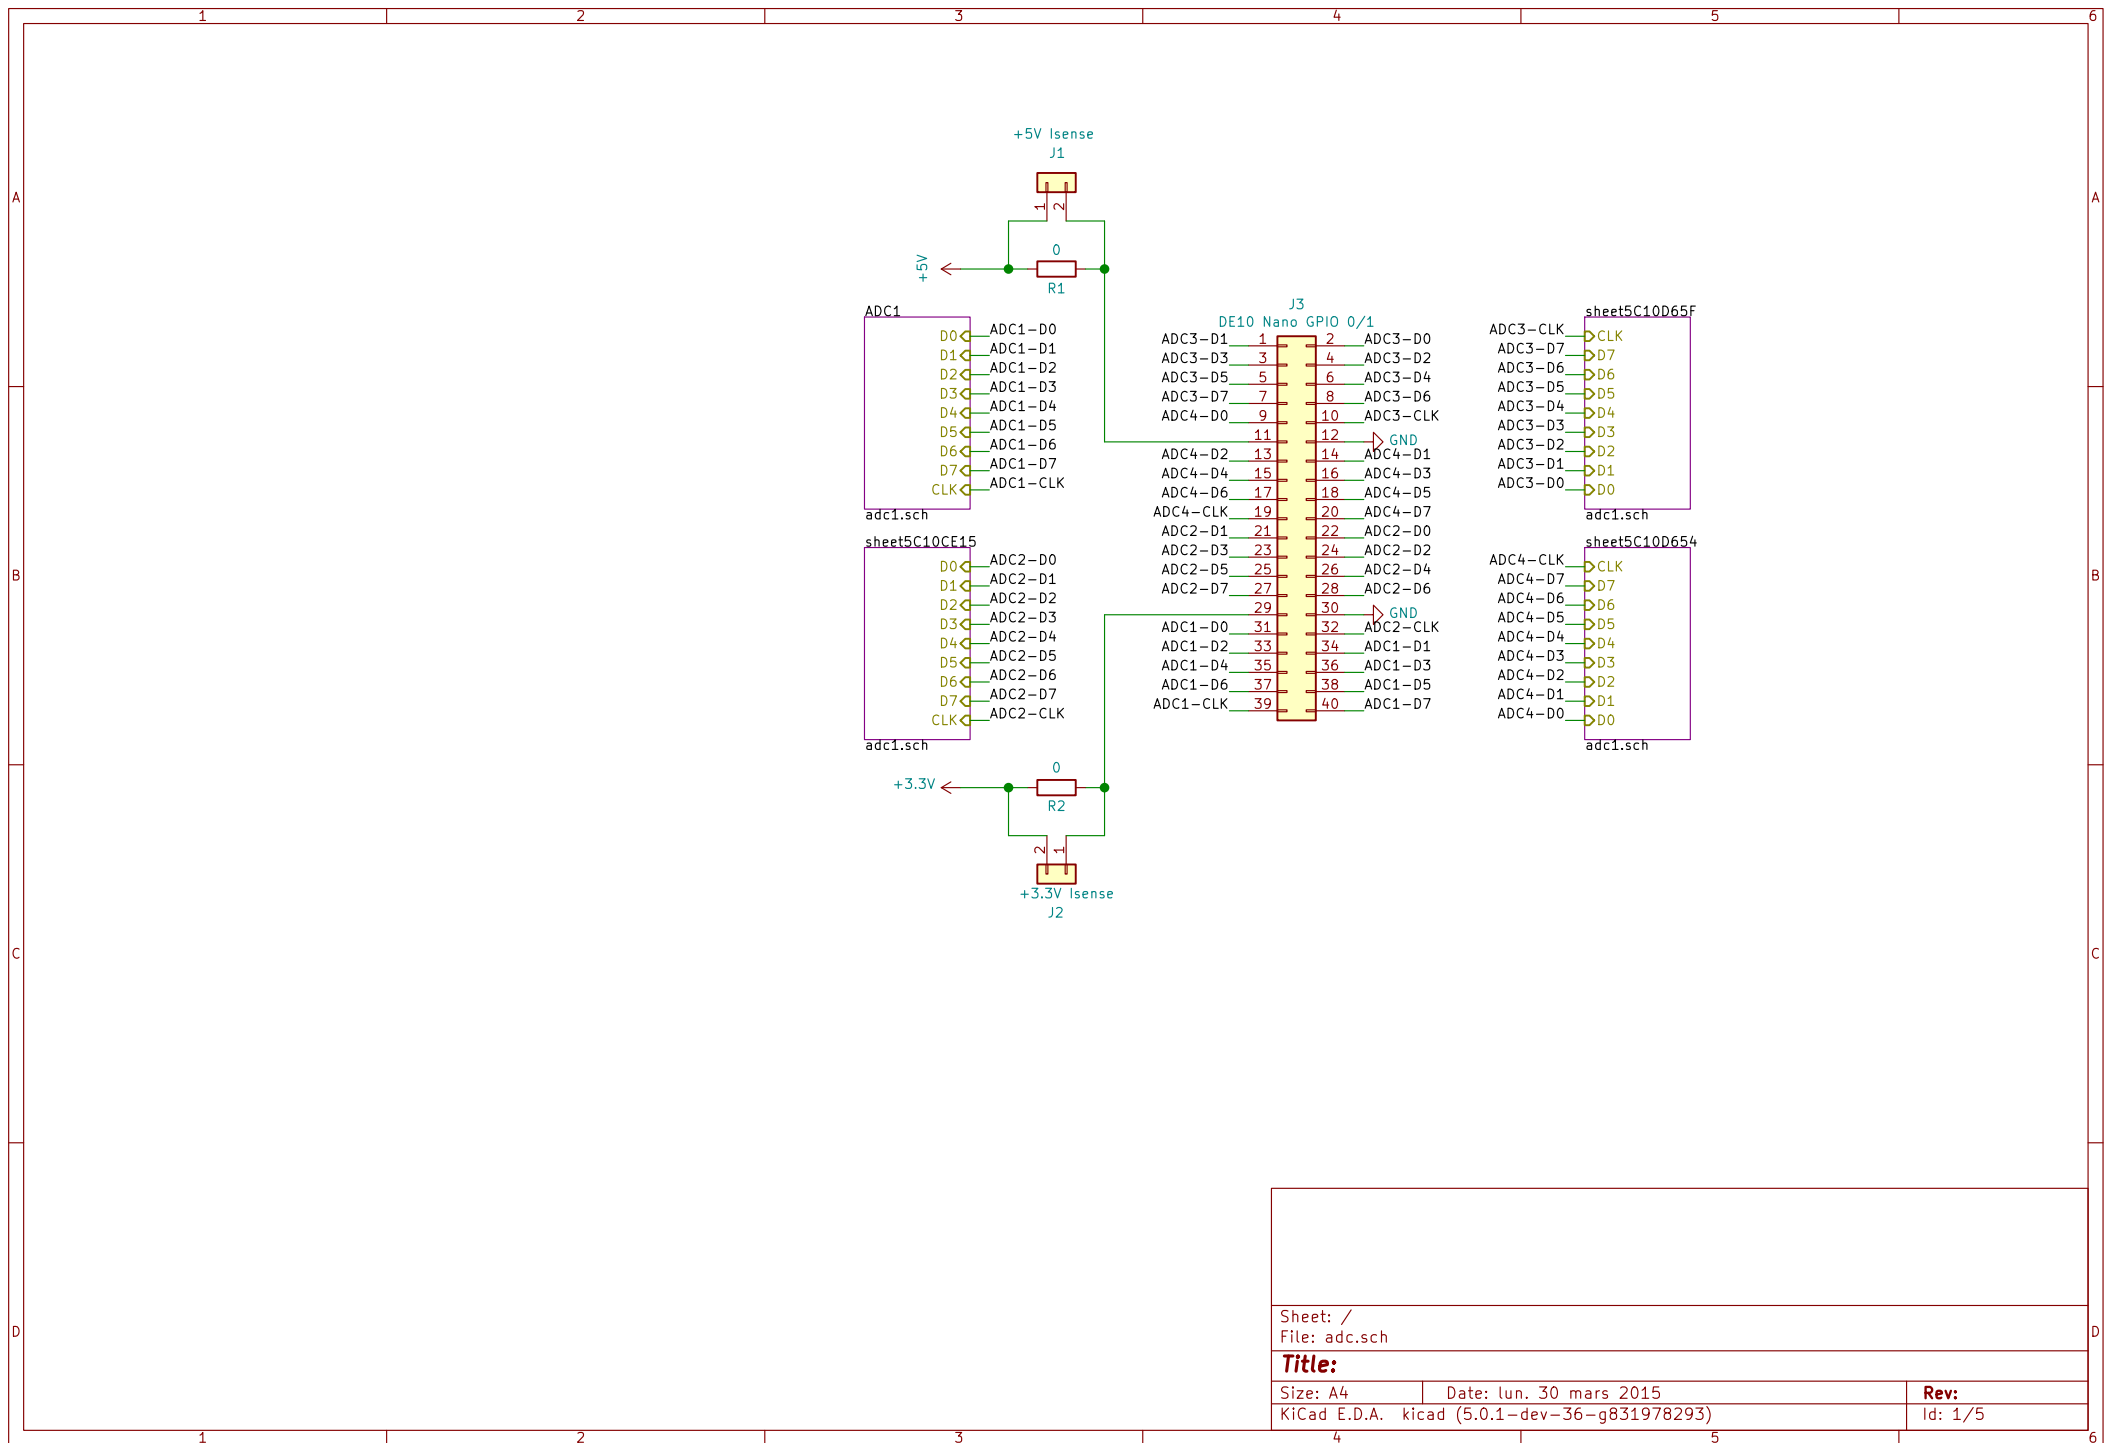 1 2 3 4 5 6
+5V Isense
J1
A A
1 2
0
+5V
R1
J3
DE10 Nano GPIO 0/1
ADC1
D0 ADC1-D0
D1 ADC1-D1
D2 ADC1-D2
D3 ADC1-D3
D4 ADC1-D4
D5 ADC1-D5
D6 ADC1-D6
D7 ADC1-D7
CLK ADC1-CLK
adc1.sch
sheet5C10CE15
D0 ADC2-D0
D1 ADC2-D1
D2 ADC2-D2
D3 ADC2-D3
D4 ADC2-D4
D5 ADC2-D5
D6 ADC2-D6
D7 ADC2-D7
CLK ADC2-CLK
adc1.sch
ADC3-D1 1 2 ADC3-D0
ADC3-D3 3 4 ADC3-D2
ADC3-D5 5 6 ADC3-D4
ADC3-D7 7 8 ADC3-D6
ADC4-D0 9 10 ADC3-CLK
11 12 GND
ADC4-D2 13 14 ADC4-D1
ADC4-D4 15 16 ADC4-D3
ADC4-D6 17 18 ADC4-D5
ADC4-CLK 19 20 ADC4-D7
ADC2-D1 21 22 ADC2-D0
ADC2-D3 23 24 ADC2-D2
ADC2-D5 25 26 ADC2-D4
ADC2-D7 27 28 ADC2-D6
29 30 GND
ADC1-D0 31 32 ADC2-CLK
ADC1-D2 33 34 ADC1-D1
ADC1-D4 35 36 ADC1-D3
ADC1-D6 37 38 ADC1-D5
ADC1-CLK 39 40 ADC1-D7
sheet5C10D65F
ADC3-CLK CLK
ADC3-D7 D7
ADC3-D6 D6
ADC3-D5 D5
ADC3-D4 D4
ADC3-D3 D3
ADC3-D2 D2
ADC3-D1 D1
ADC3-D0 D0
adc1.sch
sheet5C10D654
ADC4-CLK CLK
ADC4-D7 D7
ADC4-D6 D6
ADC4-D5 D5
ADC4-D4 D4
ADC4-D3 D3
ADC4-D2 D2
ADC4-D1 D1
ADC4-D0 D0
adc1.sch
B B
0
+3.3V
R2
2 1
+3.3V Isense
J2
C C
Sheet: /
File: adc.sch
D D
Title:
Size: A4 Date: lun. 30 mars 2015 Rev:
KiCad E.D.A. kicad (5.0.1-dev-36-g831978293) Id: 1/5
1 2 3 4 5 6